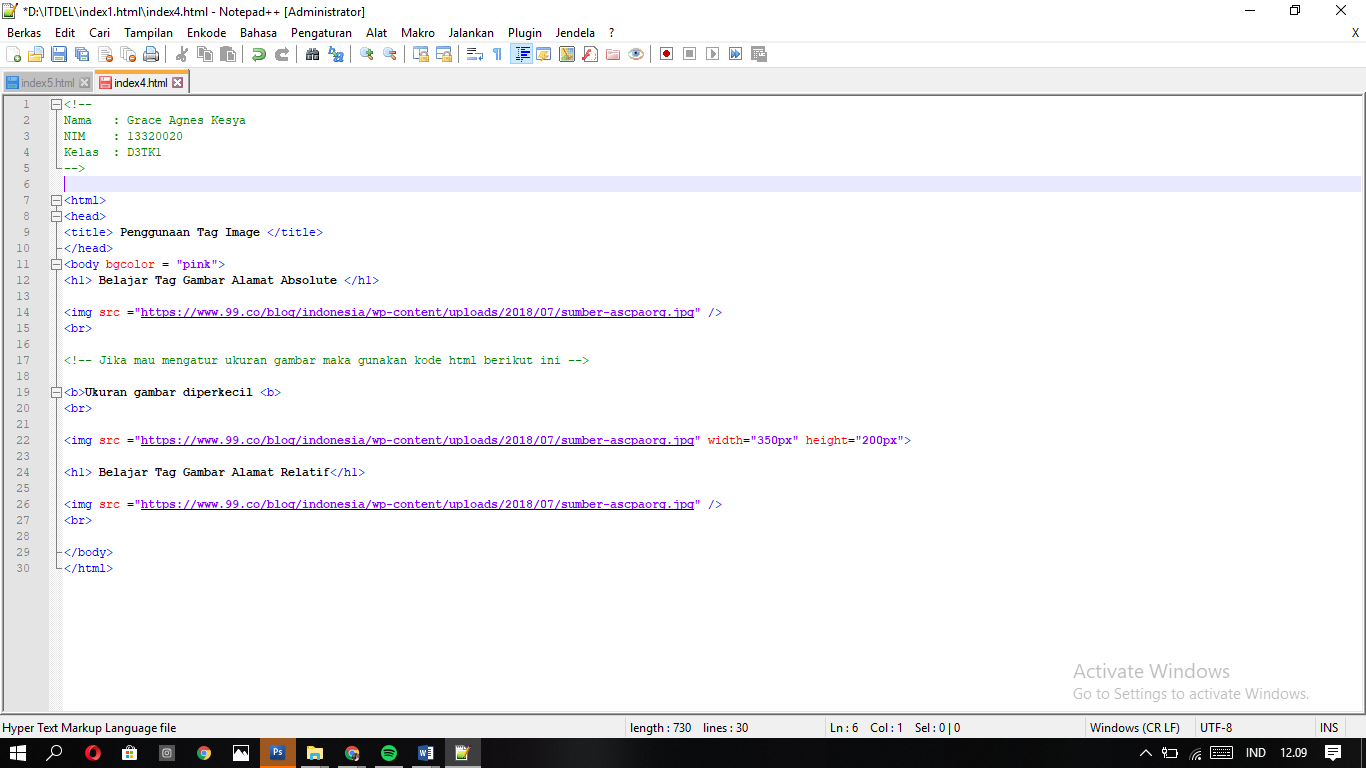 *D:\ITDEL\index1.html\index4.html - Notepad++ [Administrator]
Berkas Edit Cari Tampilan Enkode Bahasa Pengaturan Alat Makro Jalankan Plugin Jendela ? X
index5.html index4.html
1 <!--
2 Nama : Grace Agnes Kesya
3 NIM : 13320020
4 Kelas : D3TK1
5 -->
6
7 <html>
8 <head>
9 <title> Penggunaan Tag Image </title>
10 </head>
11 <body bgcolor = "pink">
12 <h1> Belajar Tag Gambar Alamat Absolute </h1>
13
14 <img src ="https://www.99.co/blog/indonesia/wp-content/uploads/2018/07/sumber-ascpaorg.jpg" />
15 <br>
16
17 <!-- Jika mau mengatur ukuran gambar maka gunakan kode html berikut ini -->
18
19 <b>Ukuran gambar diperkecil <b>
20 <br>
21
22 <img src ="https://www.99.co/blog/indonesia/wp-content/uploads/2018/07/sumber-ascpaorg.jpg" width="350px" height="200px">
23
24 <h1> Belajar Tag Gambar Alamat Relatif</h1>
25
26 <img src ="https://www.99.co/blog/indonesia/wp-content/uploads/2018/07/sumber-ascpaorg.jpg" />
27 <br>
28
29 </body>
30 </html>
Activate Windows
Go to Settings to activate Windows.
Hyper Text Markup Language file length : 730 lines : 30 Ln : 6 Col : 1 Sel : 0 | 0 Windows (CR LF) UTF-8 INS
Ps W IND 12.09